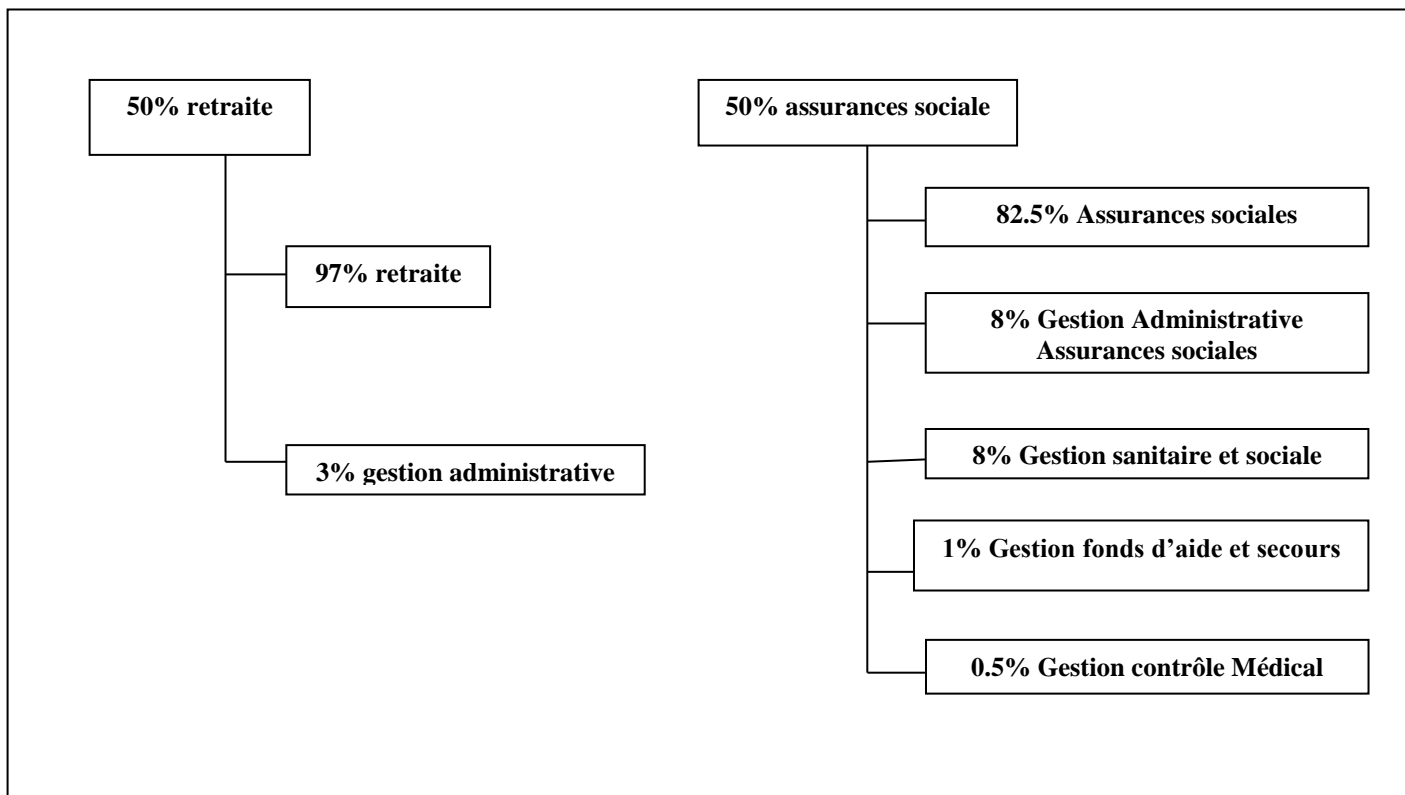 50% retraite
50% assurances sociale
82.5% Assurances sociales
97% retraite
8% Gestion Administrative
Assurances sociales
3% gestion administrative
8% Gestion sanitaire et sociale
1% Gestion fonds d’aide et secours
0.5% Gestion contrôle Médical